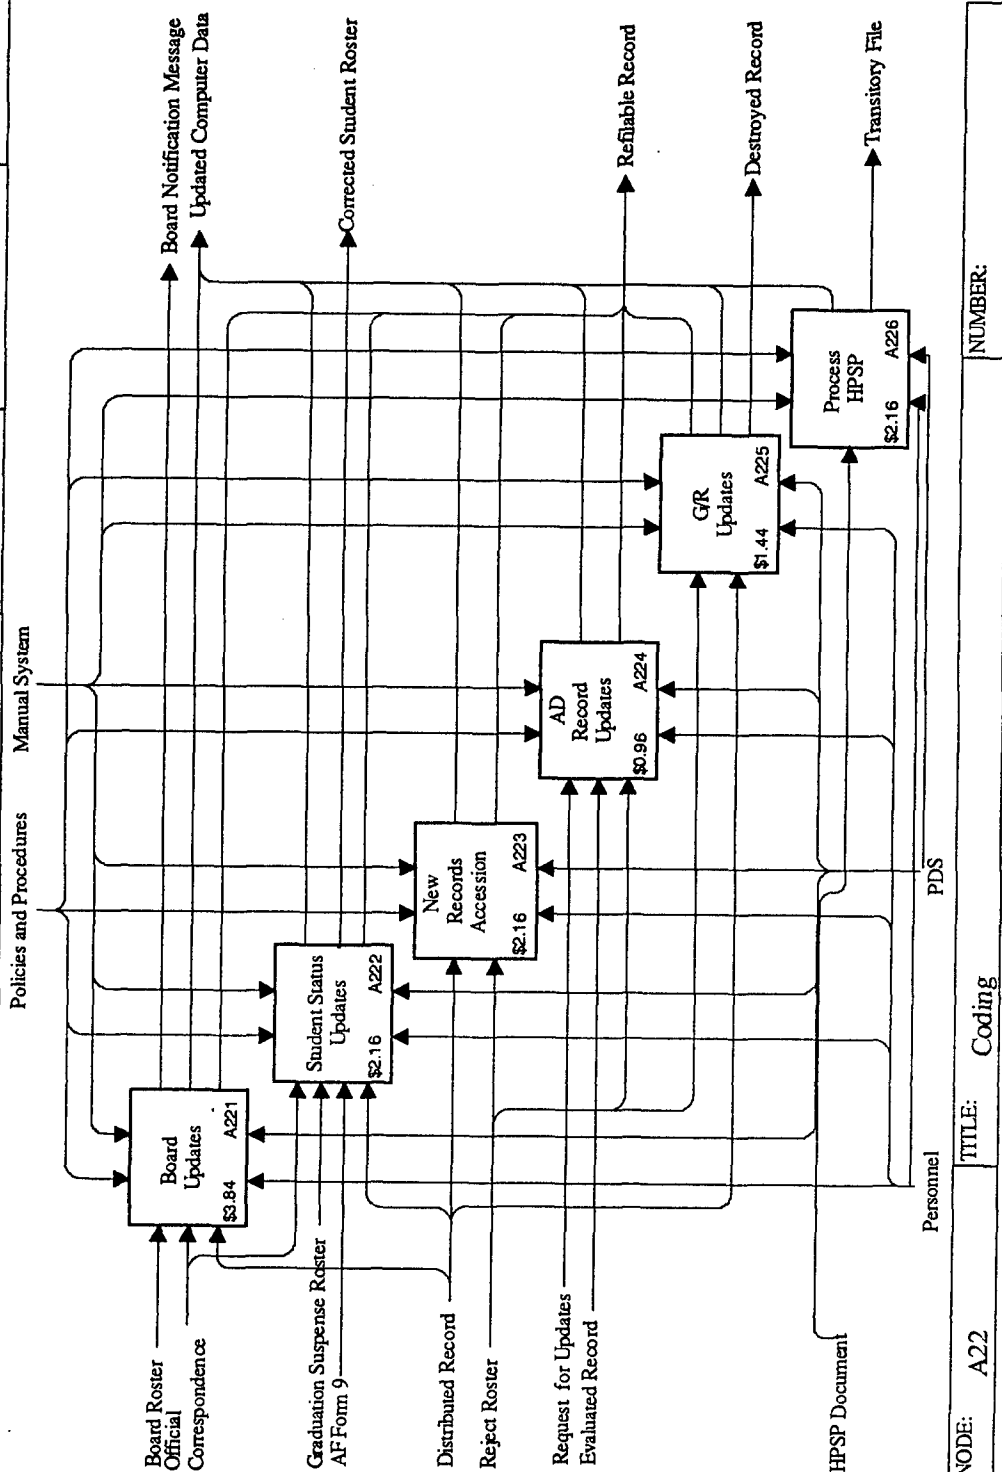 Policies and Procedures
Manual System
Board Roster
Official
Correspondence
Graduation Suspense Roster
AF Form 9
Distributed Record
Reject Roster
Request for Updates
Evaluated Record
HPSP Document
Board
Updates
$3.84
A221
Student Status
Updates
$2.16
A222
New
Records
Accession
$2.16
A223
AD
Record
Updates
$0.96
A224
G/R
Updates
$1.44
A225
Process
HPSP
$2.16
A226
Board Notification Message
Updated Computer Data
Corrected Student Roster
Refilable Record
Destroyed Record
Transitory File
Personnel
PDS
NODE:
A22
TITLE:
Coding
NUMBER: